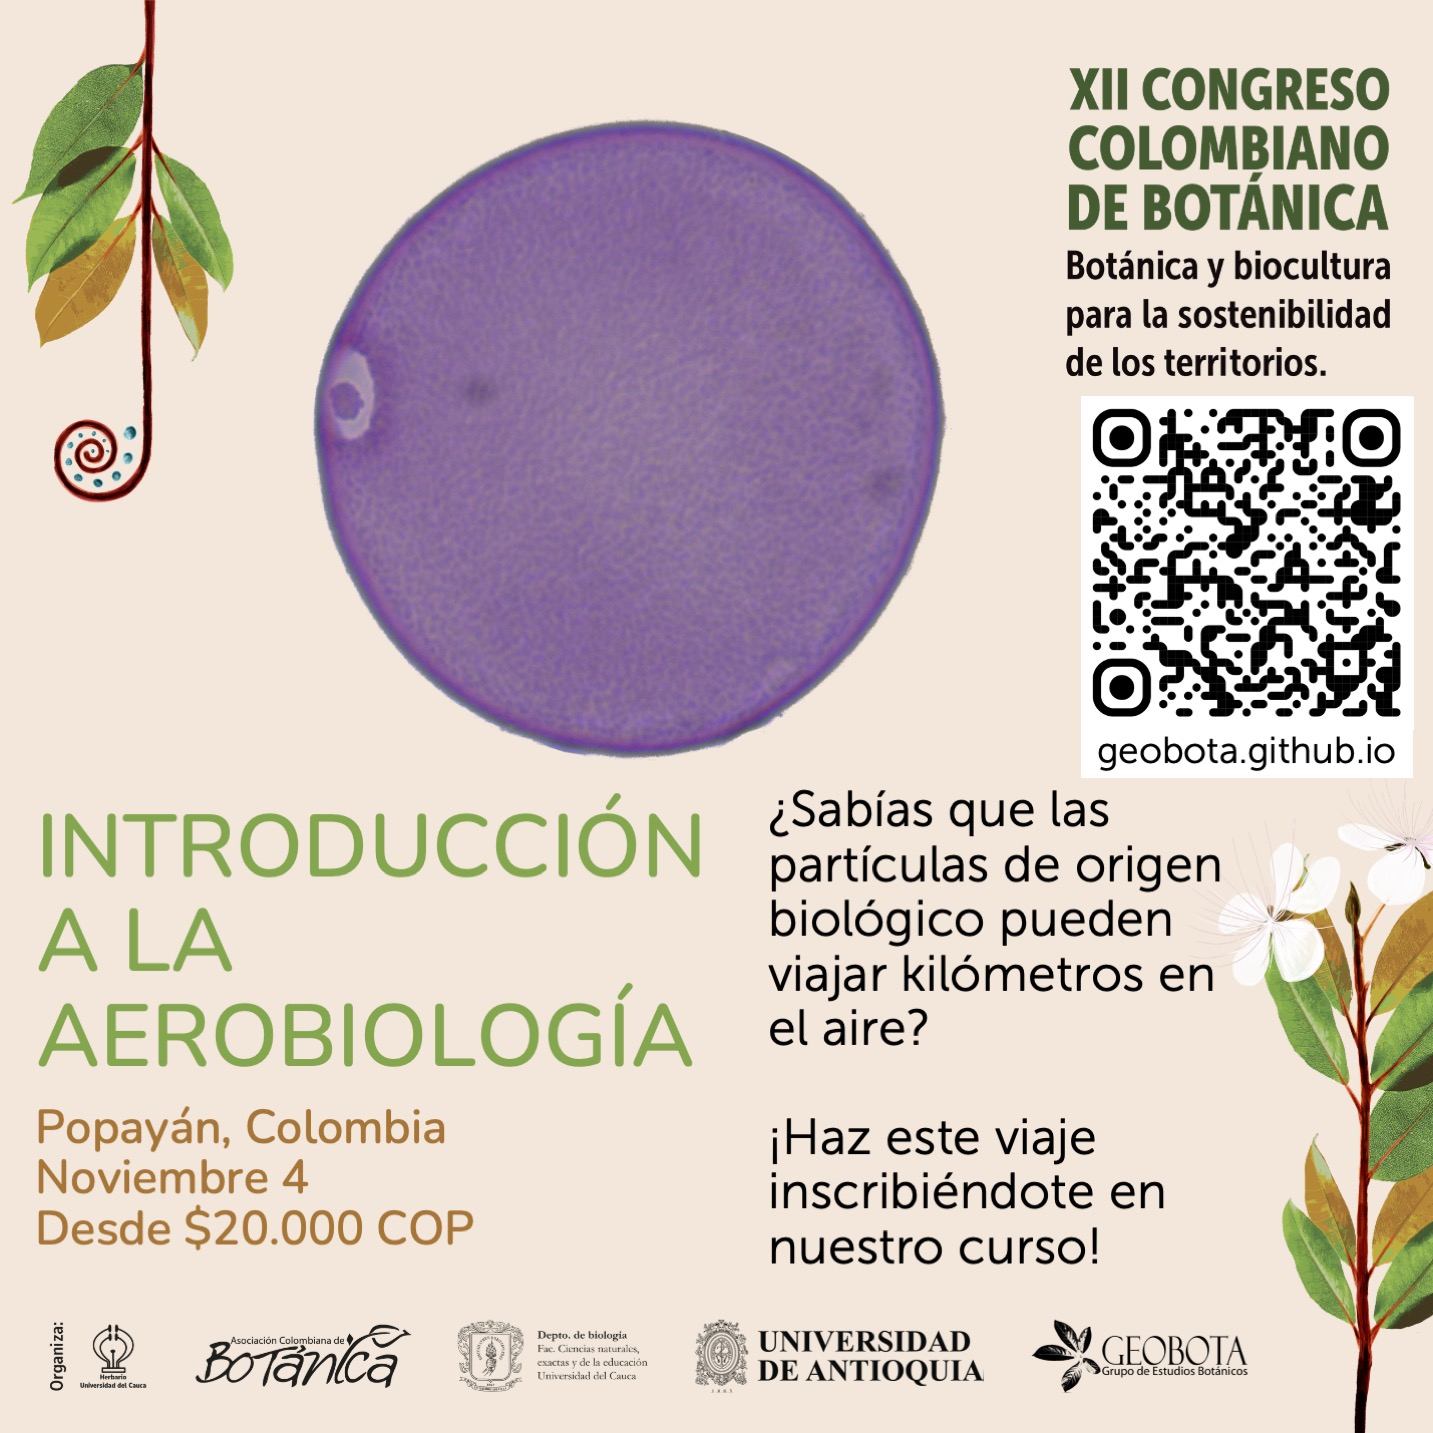 XII CONGRESO
COLOMBIANO
DE BOTÁNICA
Botánica y biocultura
para la sostenibilidad
de los territorios.
geobota.github.io
INTRODUCCIÓN
A LA
AEROBIOLOGÍA
Popayán, Colombia
Noviembre 4
Desde $20.000 COP
¿Sabías que las
partículas de origen
biológico pueden
viajar kilómetros en
el aire?
¡Haz este viaje
inscribiéndote en
nuestro curso!
Organiza:
Herbario
Universidad del Cauca
Asociación Colombiana de
BOTánica
Depto. de biología
Fac. Ciencias naturales,
exactas y de la educación
Universidad del Cauca
UNIVERSIDAD
DE ANTIOQUIA
1803
GEOBOTA
Grupo de Estudios Botánicos